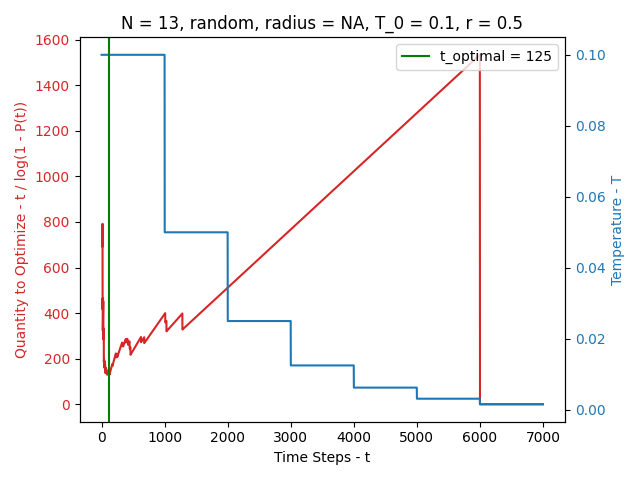 N = 13, random, radius = NA, T_0 = 0.1, r = 0.5
t_optimal = 125
Quantity to Optimize - t / log(1 - P(t))
1600
1400
1200
1000
800
600
400
200
0
0.10
0.08
0.06
0.04
0.02
0.00
Temperature - T
0 1000 2000 3000 4000 5000 6000 7000
Time Steps - t